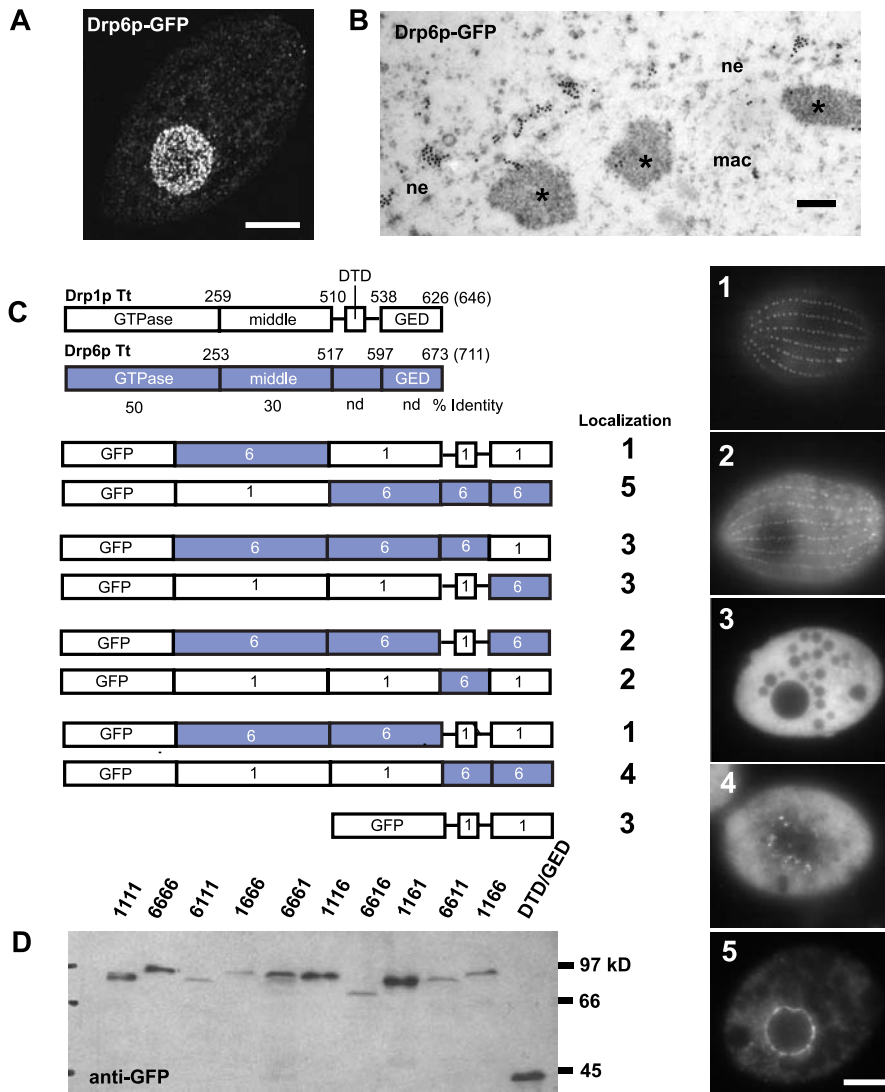 A
Drp6p-GFP
B
Drp6p-GFP
ne
*
*
*
mac
ne
C
DTD
Drp1p Tt 259 510 538 626 (646)
GTPase middle GED
Drp6p Tt 253 517 597 673 (711)
GTPase middle GED
50 30 nd nd % Identity
Localization
GFP 6 1 1 1 1
GFP 1 6 6 6 5
GFP 6 6 6 1 3
GFP 1 1 1 6 3
GFP 6 6 1 6 2
GFP 1 1 6 1 2
GFP 6 6 1 1 1
GFP 1 1 6 6 4
GFP 1 1 3
1
2
3
4
5
D
1111 6666 6111 1666 6661 1116 6616 1161 6611 1166 DTD/GED
97 kD
66
45
anti-GFP